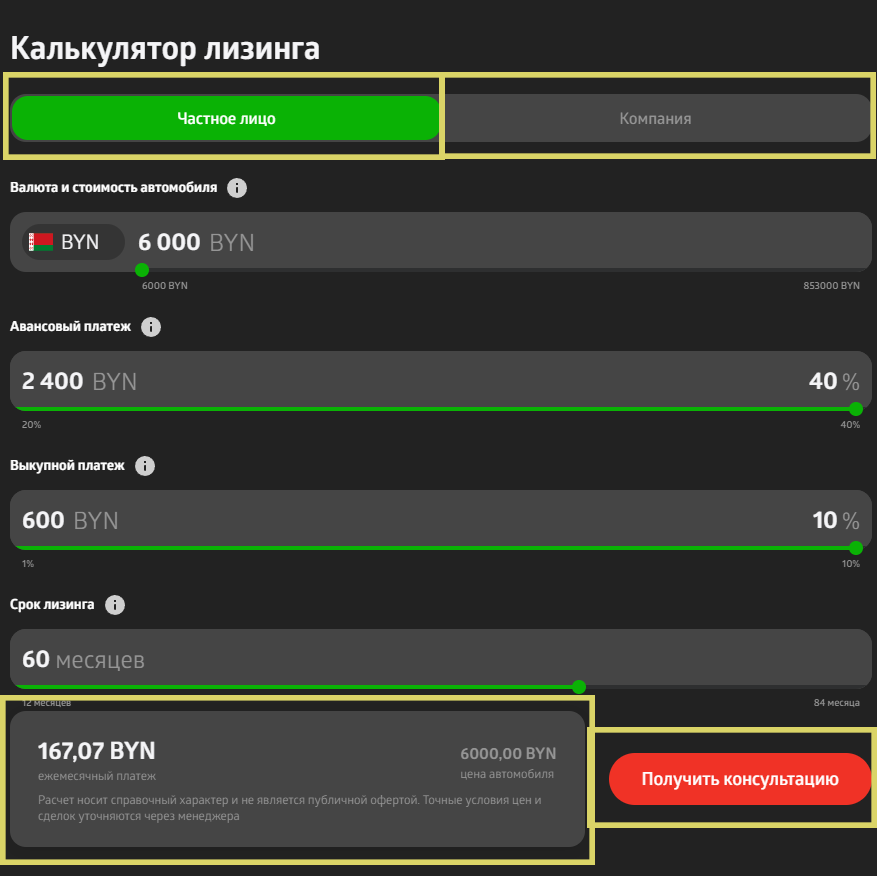 Калькулятор лизинга
Частное лицо
Компания
Валюта и стоимость автомобиля i
BYN 6 000 BYN
6000 BYN 853000 BYN
Авансовый платеж i
2 400 BYN 40 %
20% 40%
Выкупной платеж i
600 BYN 10 %
1% 10%
Срок лизинга i
60 месяцев
12 месяцев 84 месяца
167,07 BYN 6000,00 BYN
ежемесячный платеж цена автомобиля
Расчет носит справочный характер и не является публичной офертой. Точные условия цен и
сделок уточняются через менеджера
Получить консультацию